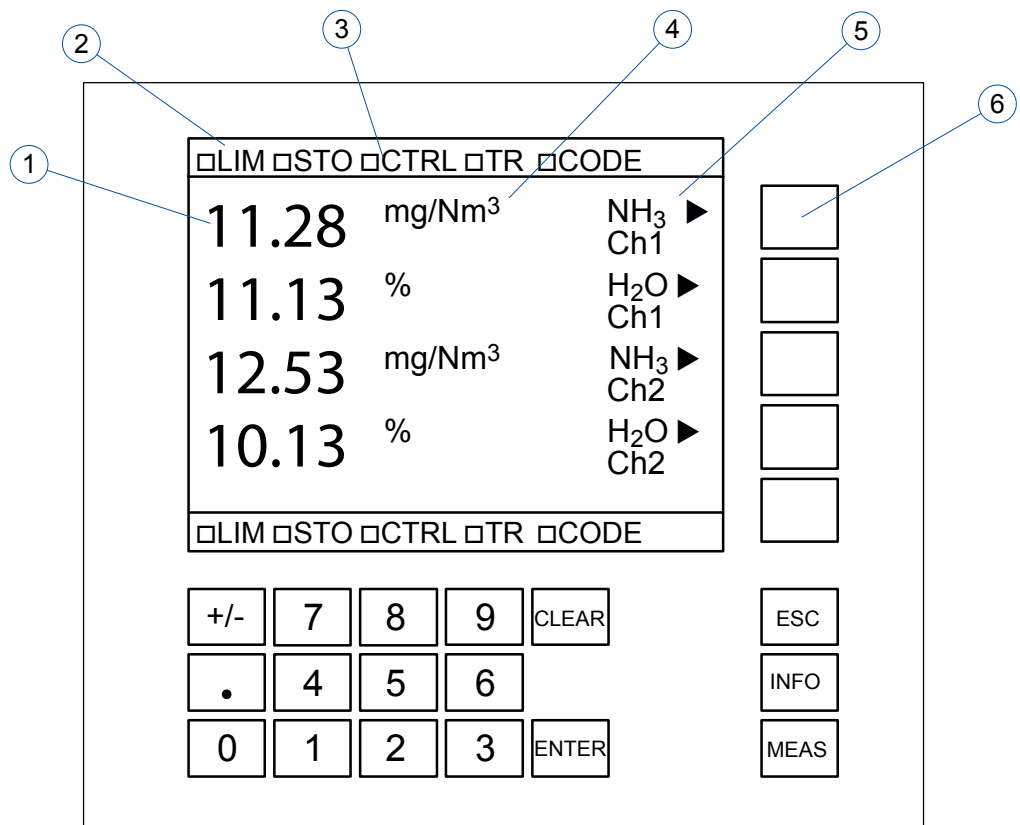 3 4 5
2
6
1
□LIM □STO □CTRL □TR □CODE
11.28 mg/Nm³ NH₃ ▶
Ch1
11.13 % H₂O ▶
Ch1
12.53 mg/Nm³ NH₃ ▶
Ch2
10.13 % H₂O ▶
Ch2
□LIM □STO □CTRL □TR □CODE
+/- 7 8 9 CLEAR ESC
. 4 5 6 INFO
0 1 2 3 ENTER MEAS